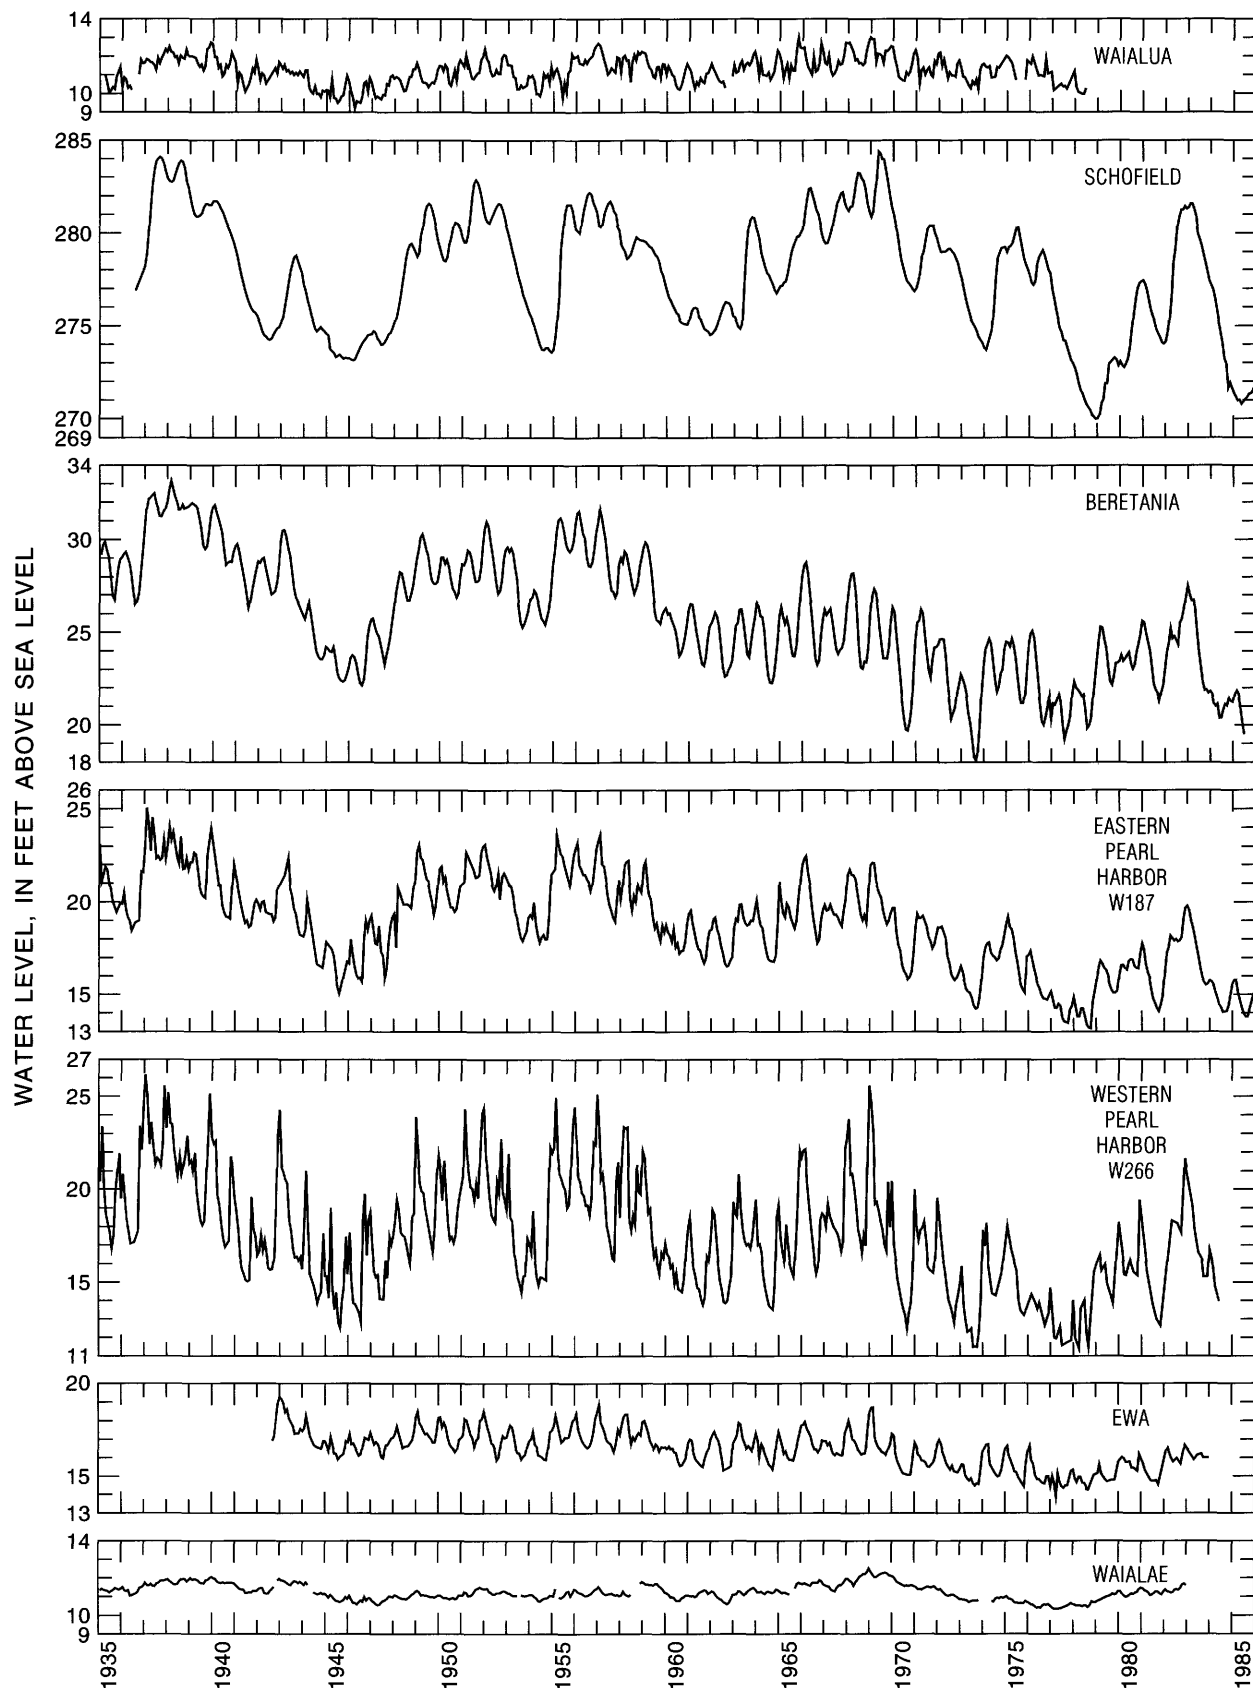 WATER LEVEL, IN FEET ABOVE SEA LEVEL
14
10
9
WAIALUA
285
280
275
270
269
SCHOFIELD
34
30
25
20
18
BERETANIA
26
25
20
15
13
EASTERN
PEARL
HARBOR
W187
27
25
20
15
11
WESTERN
PEARL
HARBOR
W266
20
15
13
EWA
14
10
9
WAIALAE
1935
1940
1945
1950
1955
1960
1965
1970
1975
1980
1985